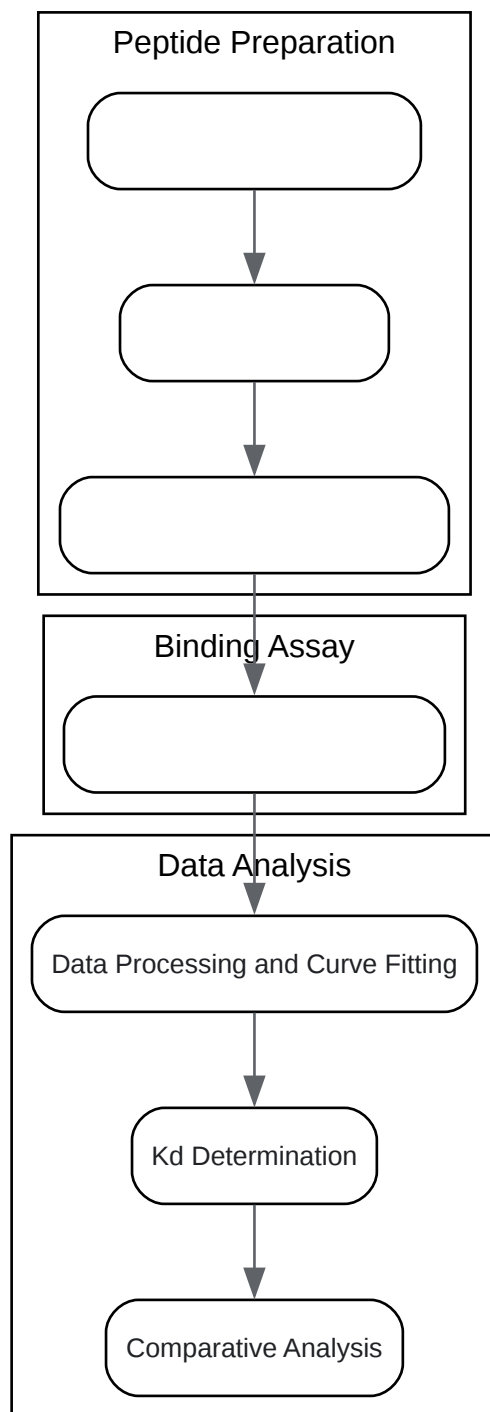 Peptide Preparation
Binding Assay
Data Analysis
Data Processing and Curve Fitting
Kd Determination
Comparative Analysis